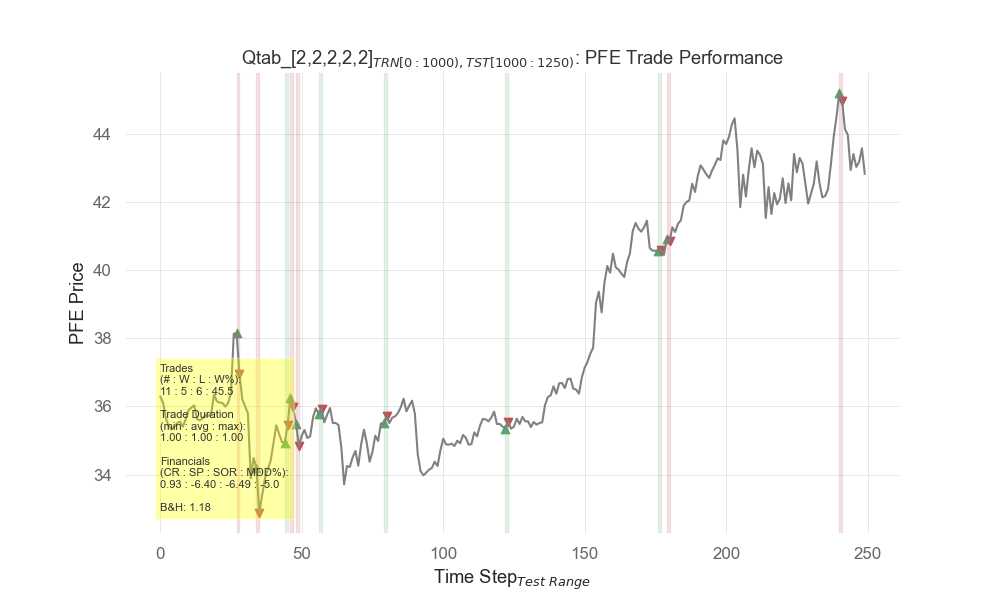 Qtab_[2,2,2,2,2]TRN[0 : 1000), TST[1000 : 1250): PFE Trade Performance
PFE Price
44
42
40
38
36
34
Trades
(# : W : L : W%):
11 : 5 : 6 : 45.5
Trade Duration
(min : avg : max):
1.00 : 1.00 : 1.00
Financials
(CR : SP : SOR : MDD%):
0.93 : -6.40 : -6.49 : -5.0
B&H: 1.18
0 50 100 150 200 250
Time StepTest Range